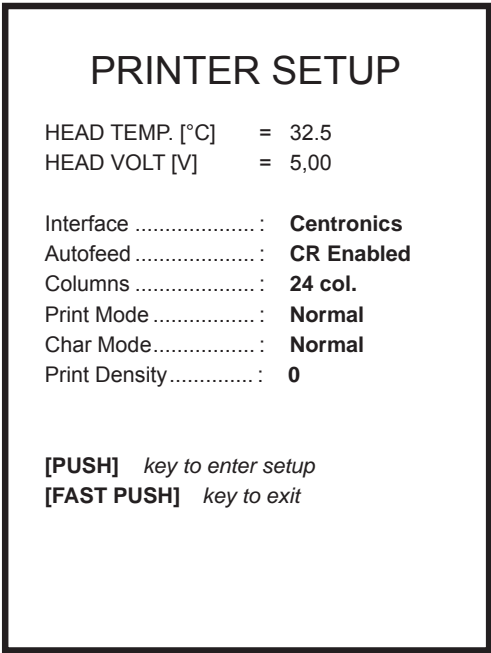 PRINTER SETUP
HEAD TEMP. [°C] = 32.5
HEAD VOLT [V] = 5,00
Interface ..................... : Centronics
Autofeed ..................... : CR Enabled
Columns ..................... : 24 col.
Print Mode .................. : Normal
Char Mode.................. : Normal
Print Density.............. : 0
[PUSH] key to enter setup
[FAST PUSH] key to exit